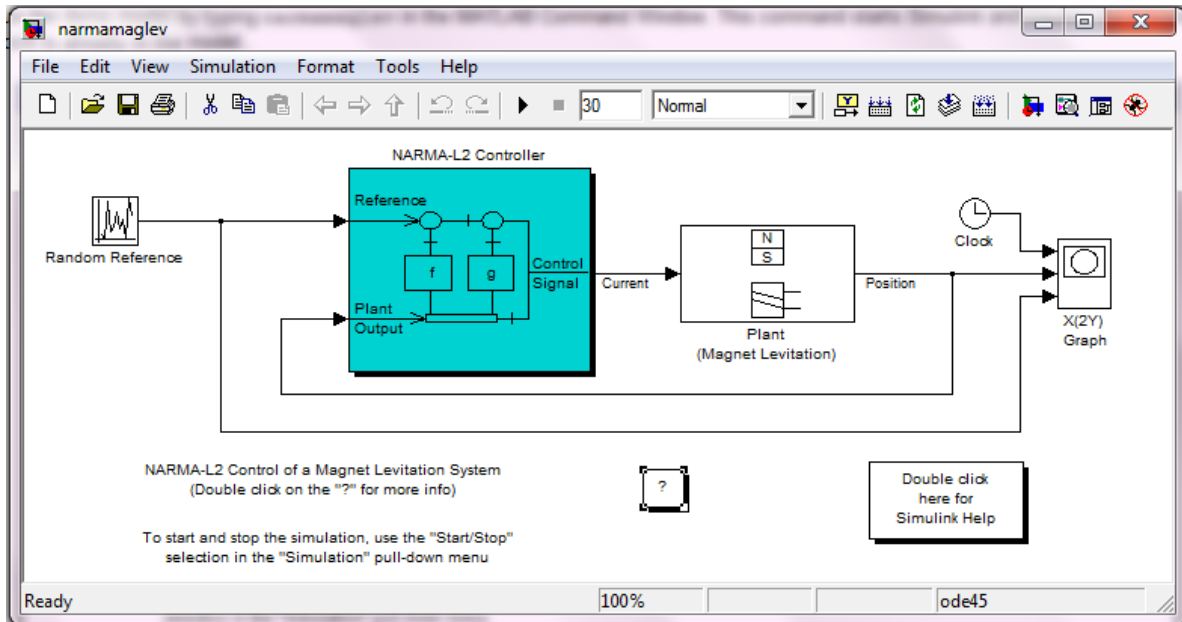 narmamaglev
File Edit View Simulation Format Tools Help
30 Normal
NARMA-L2 Controller
Random Reference
Reference
f
g
Control
Signal
Plant
Output
Current
N
S
Plant
(Magnet Levitation)
Position
Clock
X(2Y)
Graph
NARMA-L2 Control of a Magnet Levitation System
(Double click on the "?" for more info)
?
Double click
here for
Simulink Help
To start and stop the simulation, use the "Start/Stop"
selection in the "Simulation" pull-down menu
Ready 100% ode45